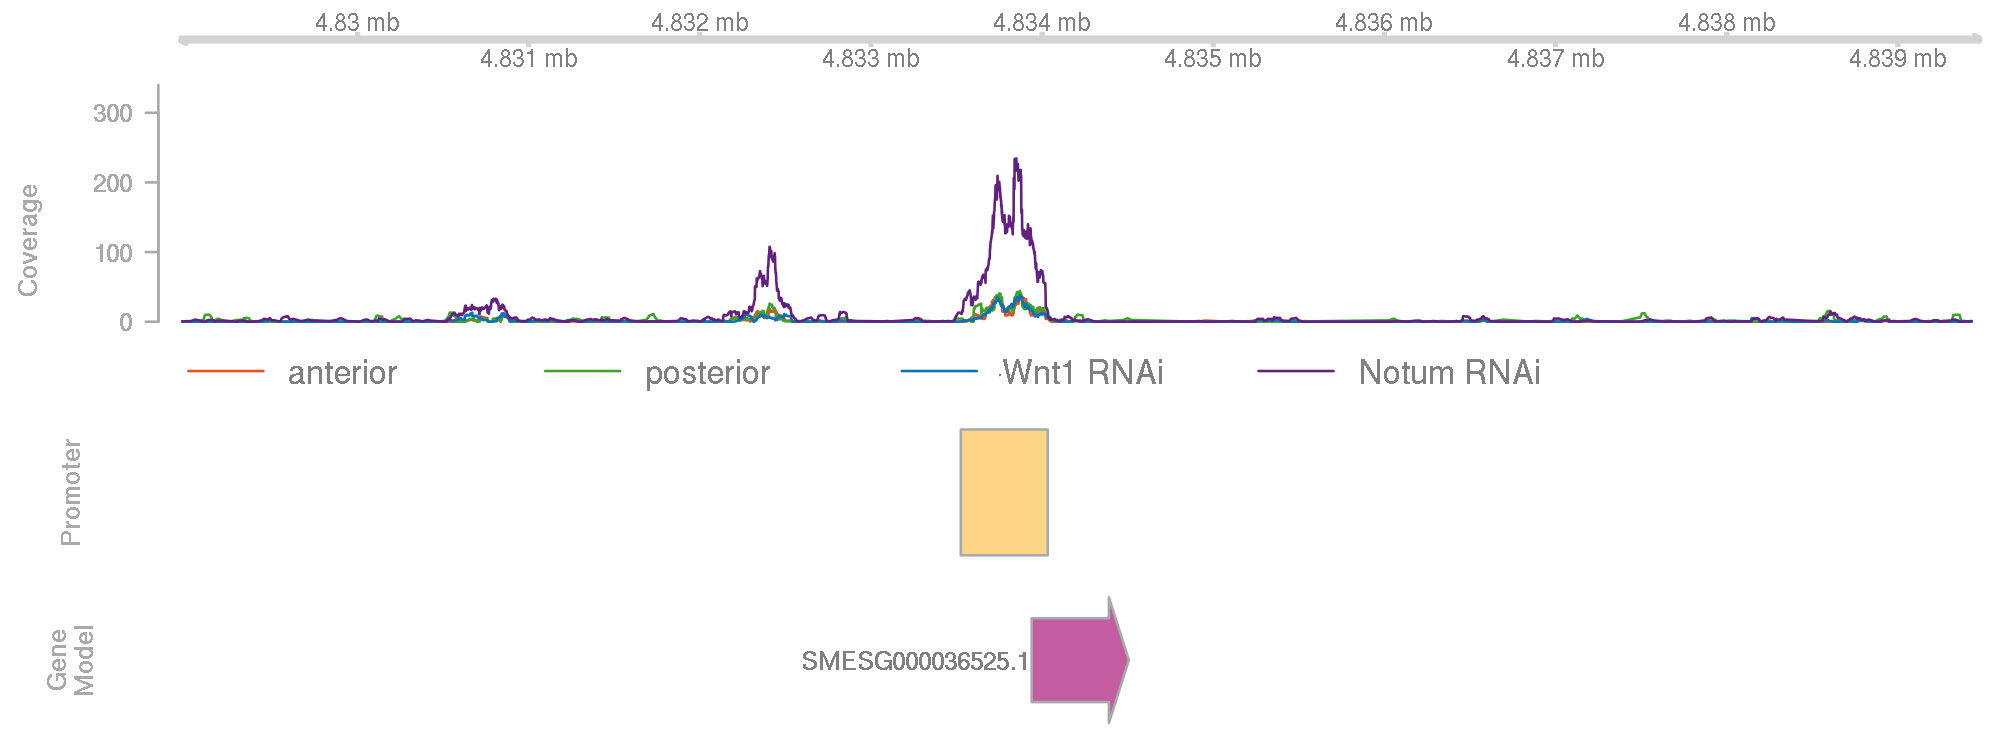 4.83 mb 4.832 mb 4.834 mb 4.836 mb 4.838 mb
4.831 mb 4.833 mb 4.835 mb 4.837 mb 4.839 mb
Coverage
300
200
100
0
anterior posterior Wnt1 RNAi Notum RNAi
Promoter
Gene
Model
SMESG000036525.1